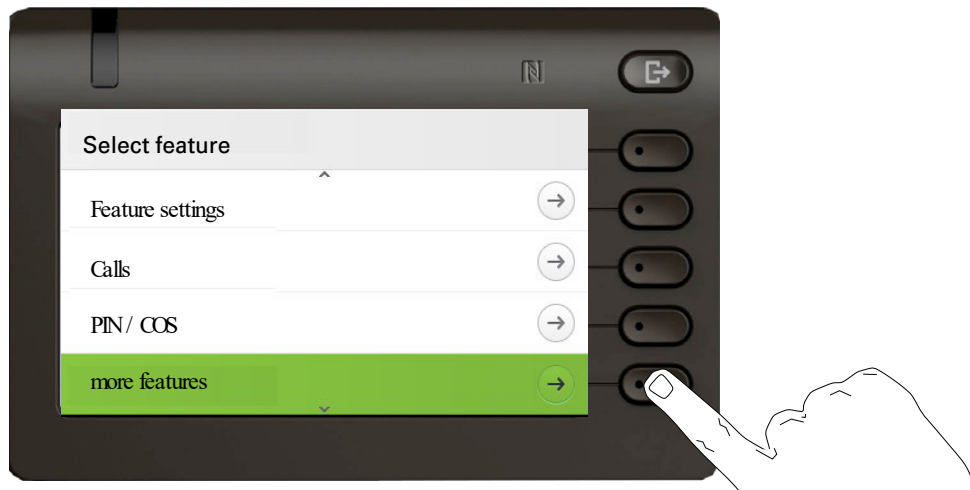 Select feature
Feature settings
Calls
PIN / COS
more features